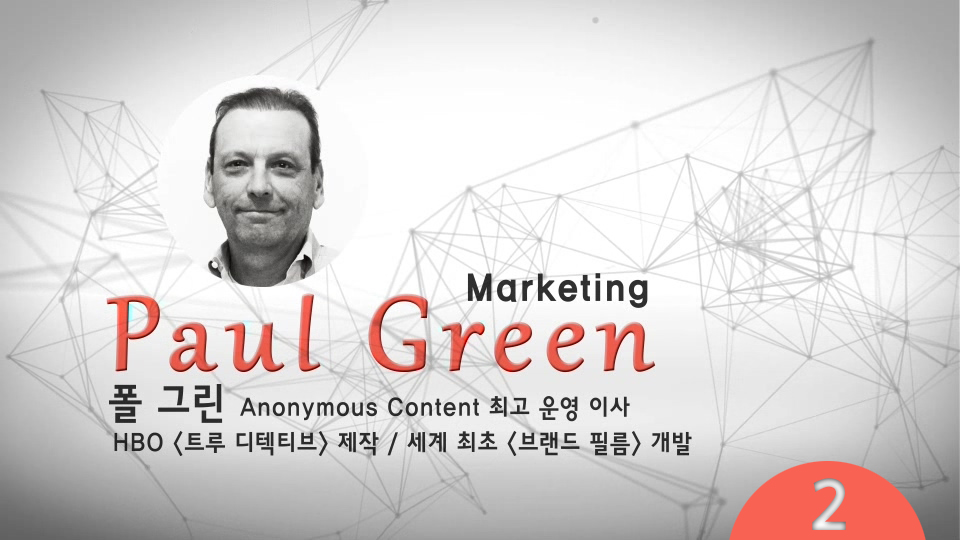 Marketing
Paul Green
폴 그린 Anonymous Content 최고 운영 이사
HBO 〈트루 디텍티브〉 제작 / 세계 최초 〈브랜드 필름〉 개발
2